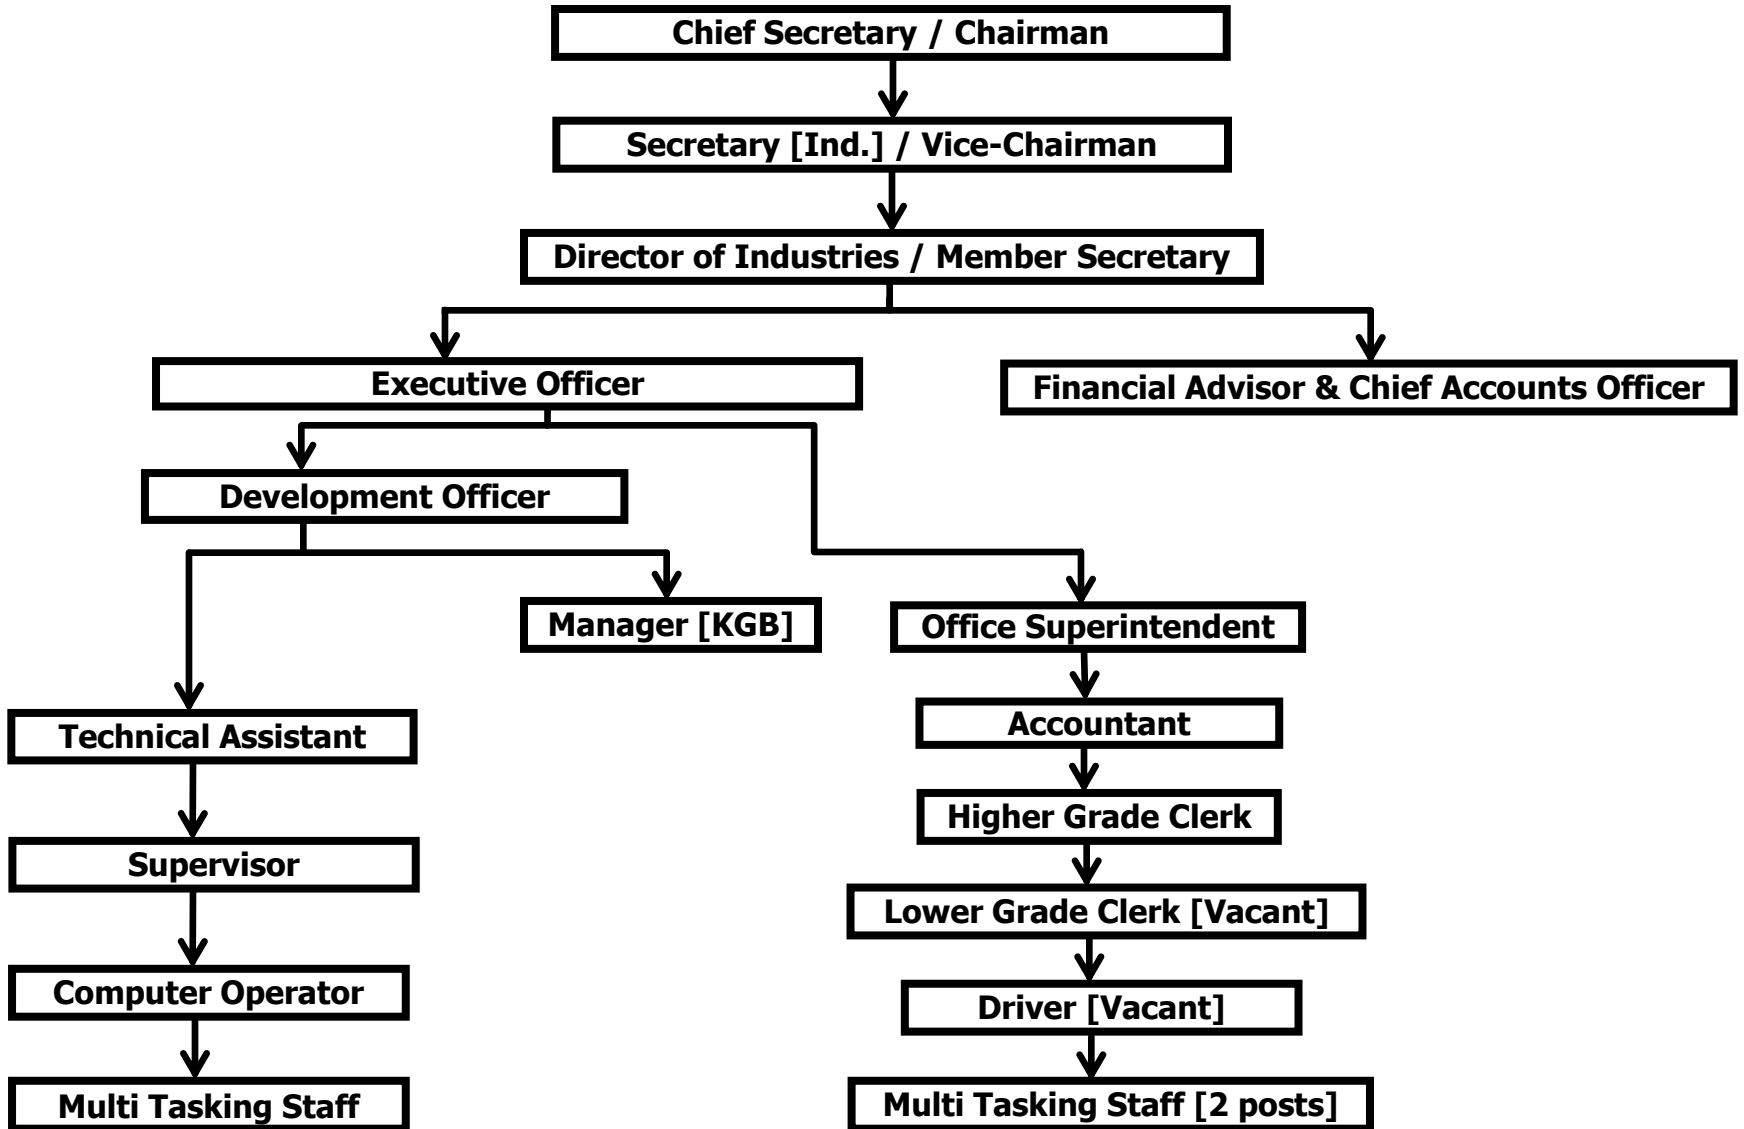 Chief Secretary / Chairman
Secretary [Ind.] / Vice-Chairman
Director of Industries / Member Secretary
Executive Officer
Financial Advisor & Chief Accounts Officer
Development Officer
Manager [KGB]
Office Superintendent
Technical Assistant
Accountant
Higher Grade Clerk
Supervisor
Lower Grade Clerk [Vacant]
Computer Operator
Driver [Vacant]
Multi Tasking Staff
Multi Tasking Staff [2 posts]